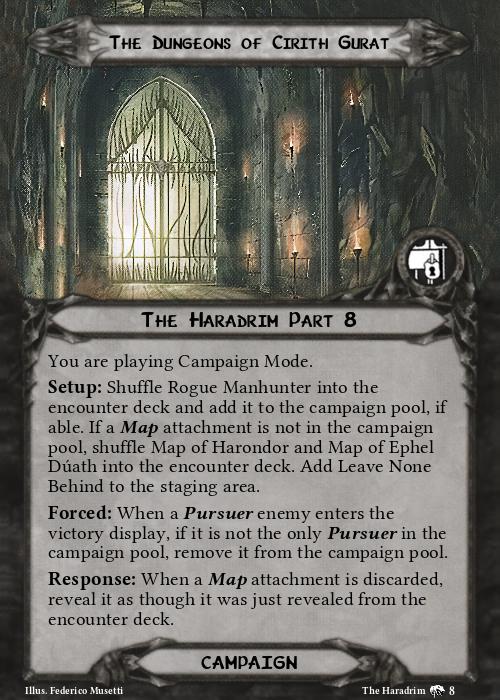 The Dungeons of Cirith Gurat
The Haradrim Part 8
You are playing Campaign Mode.
Setup: Shuffle Rogue Manhunter into the
encounter deck and add it to the campaign pool, if
able. If a Map attachment is not in the campaign
pool, shuffle Map of Harondor and Map of Ephel
Dúath into the encounter deck. Add Leave None
Behind to the staging area.
Forced: When a Pursuer enemy enters the
victory display, if it is not the only Pursuer in the
campaign pool, remove it from the campaign pool.
Response: When a Map attachment is discarded,
reveal it as though it was just revealed from the
encounter deck.
CAMPAIGN
Illus. Federico Musetti
The Haradrim 8